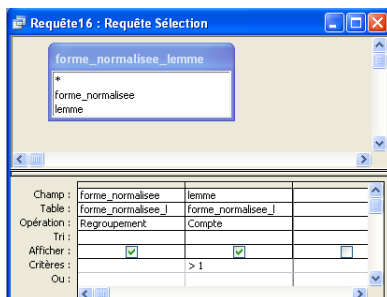 Requête16 : Requête Sélection
forme_normalisee_lemme
*
forme_normalisee
lemme
Champ : forme_normalisee lemme
Table : forme_normalisee_l forme_normalisee_l
Opération : Regroupement Compte
Tri :
Afficher :
Critères : > 1
Ou :